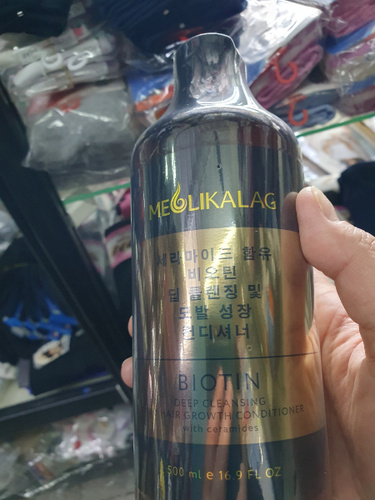 MEOLIKALAG
세라마이드 함유
비오틴
딥 클렌징 및
모발 성장
컨디셔너
BIOTIN
DEEP CLEANSING
HAIR GROWTH CONDITIONER
with ceramides
500 ml e 16.9 FL OZ